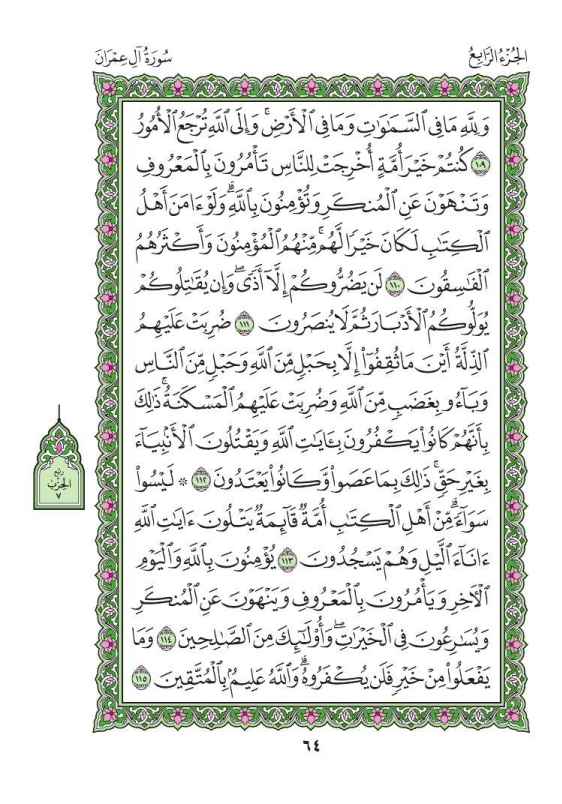 الجُزْءُ الرَّابِعُ
سُورَةُ آلِ عِمْرَانَ
وَلِلَّهِ مَا فِى ٱلسَّمَـٰوَٰتِ وَمَا فِى ٱلْأَرْضِ ۚ وَإِلَى ٱللَّهِ تُرْجَعُ ٱلْأُمُورُ
١٠٩ كُنتُمْ خَيْرَ أُمَّةٍ أُخْرِجَتْ لِلنَّاسِ تَأْمُرُونَ بِٱلْمَعْرُوفِ
وَتَنْهَوْنَ عَنِ ٱلْمُنكَرِ وَتُؤْمِنُونَ بِٱللَّهِ ۗ وَلَوْ ءَامَنَ أَهْلُ
ٱلْكِتَـٰبِ لَكَانَ خَيْرًا لَّهُم ۚ مِّنْهُمُ ٱلْمُؤْمِنُونَ وَأَكْثَرُهُمُ
ٱلْفَـٰسِقُونَ ١١٠ لَن يَضُرُّوكُمْ إِلَّآ أَذًى ۖ وَإِن يُقَـٰتِلُوكُمْ
يُوَلُّوكُمُ ٱلْأَدْبَارَ ثُمَّ لَا يُنصَرُونَ ١١١ ضُرِبَتْ عَلَيْهِمُ
ٱلذِّلَّةُ أَيْنَ مَا ثُقِفُوٓا۟ إِلَّا بِحَبْلٍ مِّنَ ٱللَّهِ وَحَبْلٍ مِّنَ ٱلنَّاسِ
وَبَآءُو بِغَضَبٍ مِّنَ ٱللَّهِ وَضُرِبَتْ عَلَيْهِمُ ٱلْمَسْكَنَةُ ۚ ذَٰلِكَ
بِأَنَّهُمْ كَانُوا۟ يَكْفُرُونَ بِـَٔايَـٰتِ ٱللَّهِ وَيَقْتُلُونَ ٱلْأَنۢبِيَآءَ
بِغَيْرِ حَقٍّ ۚ ذَٰلِكَ بِمَا عَصَوا۟ وَّكَانُوا۟ يَعْتَدُونَ ١١٢ ۞ لَيْسُوا۟
سَوَآءً ۗ مِّنْ أَهْلِ ٱلْكِتَـٰبِ أُمَّةٌ قَآئِمَةٌ يَتْلُونَ ءَايَـٰتِ ٱللَّهِ
ءَانَآءَ ٱلَّيْلِ وَهُمْ يَسْجُدُونَ ١١٣ يُؤْمِنُونَ بِٱللَّهِ وَٱلْيَوْمِ
ٱلْـَٔاخِرِ وَيَأْمُرُونَ بِٱلْمَعْرُوفِ وَيَنْهَوْنَ عَنِ ٱلْمُنكَرِ
وَيُسَـٰرِعُونَ فِى ٱلْخَيْرَٰتِ ۖ وَأُو۟لَـٰٓئِكَ مِنَ ٱلصَّـٰلِحِينَ ١١٤ وَمَا
يَفْعَلُوا۟ مِنْ خَيْرٍ فَلَن يُكْفَرُوهُ ۗ وَٱللَّهُ عَلِيمٌۢ بِٱلْمُتَّقِينَ ١١٥
ربع
الحزب
٧
٦٤